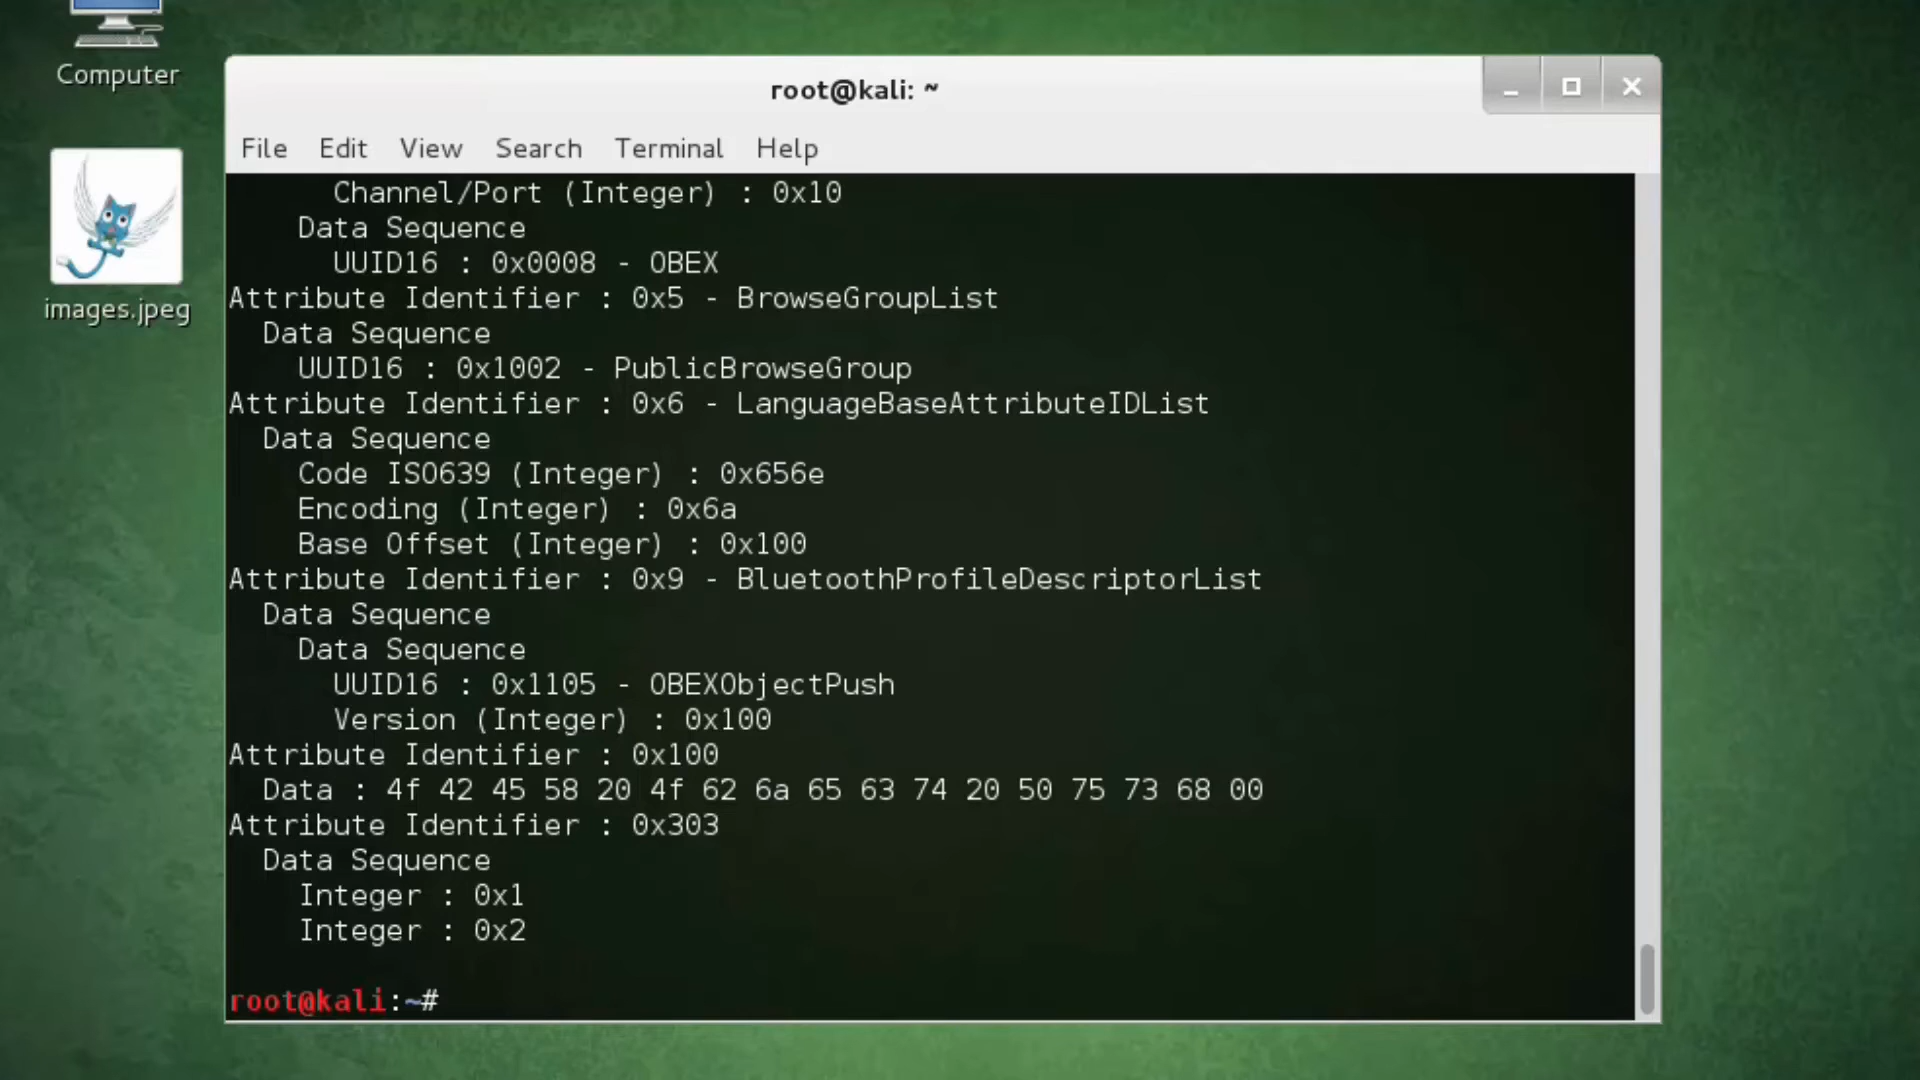 Computer
images.jpeg
root@kali: ~
File Edit View Search Terminal Help
Channel/Port (Integer) : 0x10
Data Sequence
UUID16 : 0x0008 - OBEX
Attribute Identifier : 0x5 - BrowseGroupList
Data Sequence
UUID16 : 0x1002 - PublicBrowseGroup
Attribute Identifier : 0x6 - LanguageBaseAttributeIDList
Data Sequence
Code ISO639 (Integer) : 0x656e
Encoding (Integer) : 0x6a
Base Offset (Integer) : 0x100
Attribute Identifier : 0x9 - BluetoothProfileDescriptorList
Data Sequence
Data Sequence
UUID16 : 0x1105 - OBEXObjectPush
Version (Integer) : 0x100
Attribute Identifier : 0x100
Data : 4f 42 45 58 20 4f 62 6a 65 63 74 20 50 75 73 68 00
Attribute Identifier : 0x303
Data Sequence
Integer : 0x1
Integer : 0x2
root@kali:~#